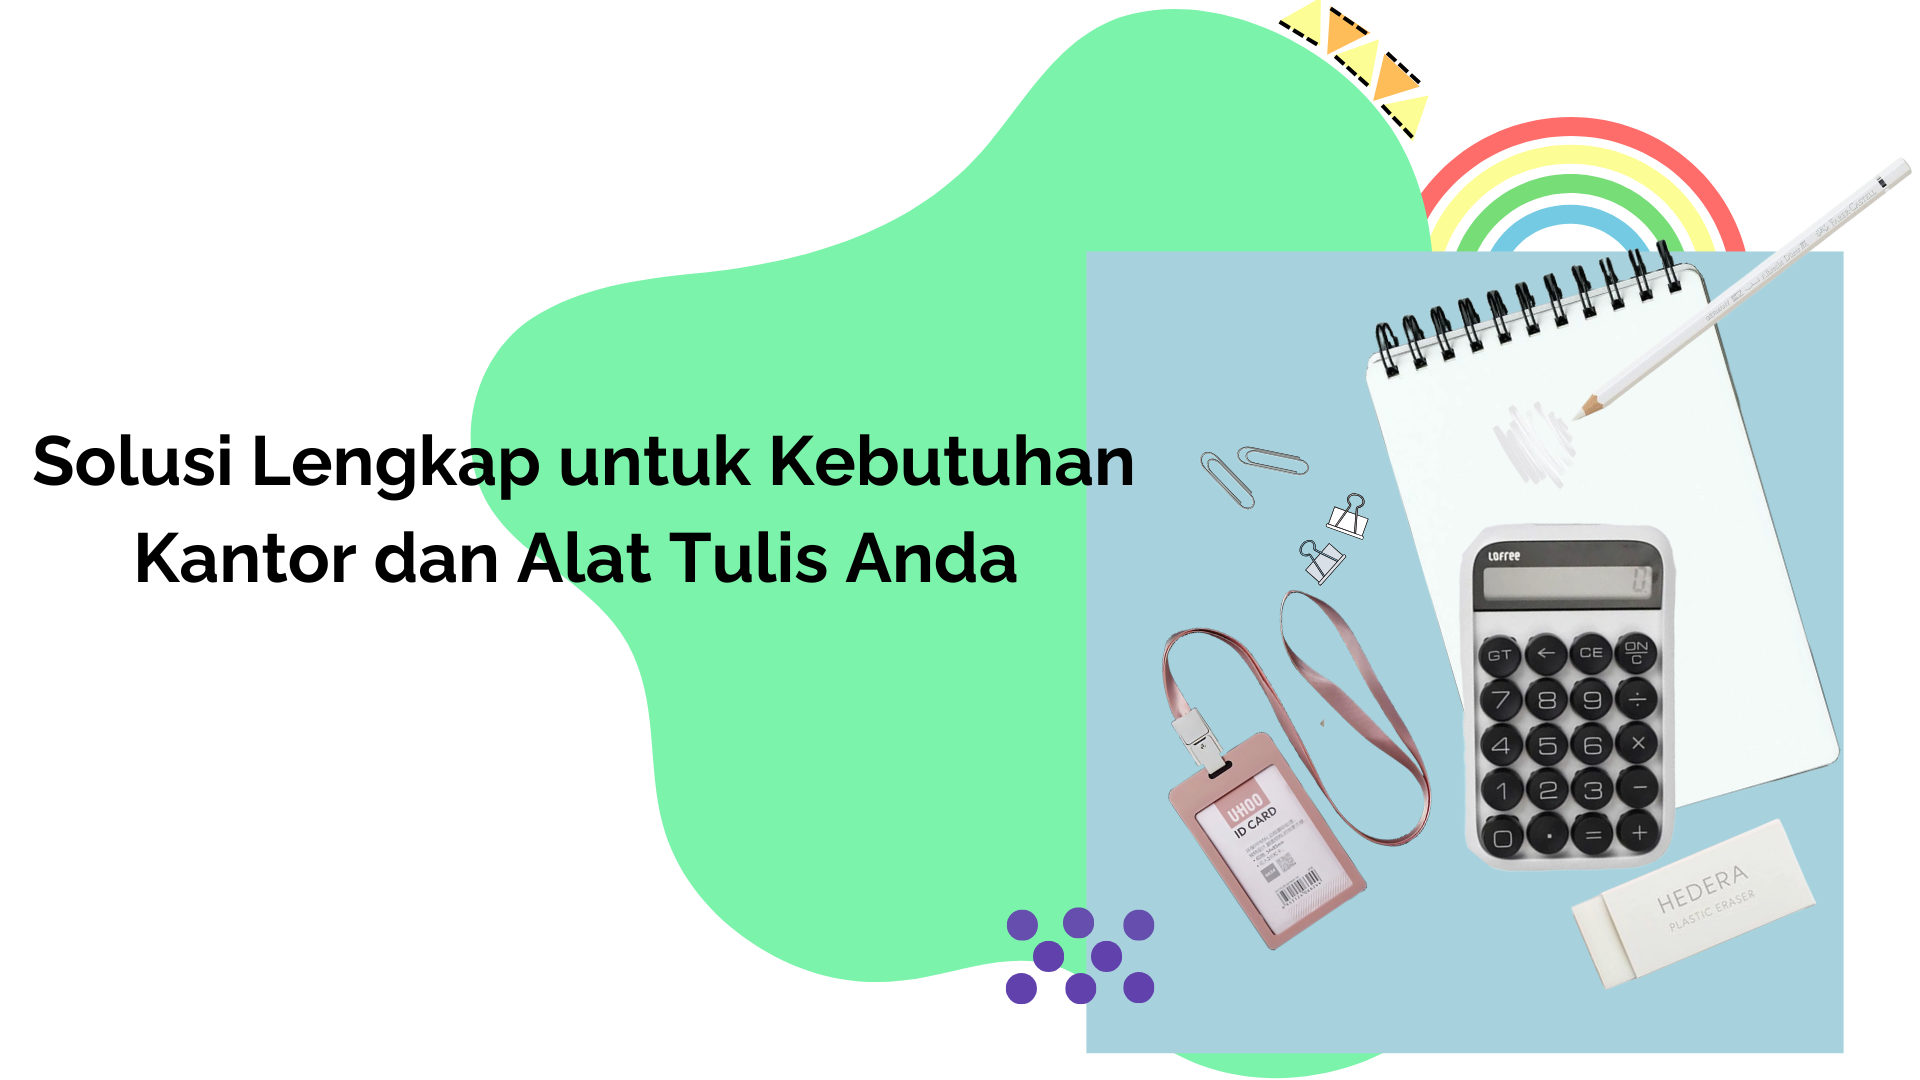 Solusi Lengkap untuk Kebutuhan
Kantor dan Alat Tulis Anda
LOFREE
0.
GT ← CE ON/C
7 8 9 ÷
4 5 6 ×
1 2 3 −
0 . = +
UHOO
ID CARD
HEDERA
PLASTIC ERASER